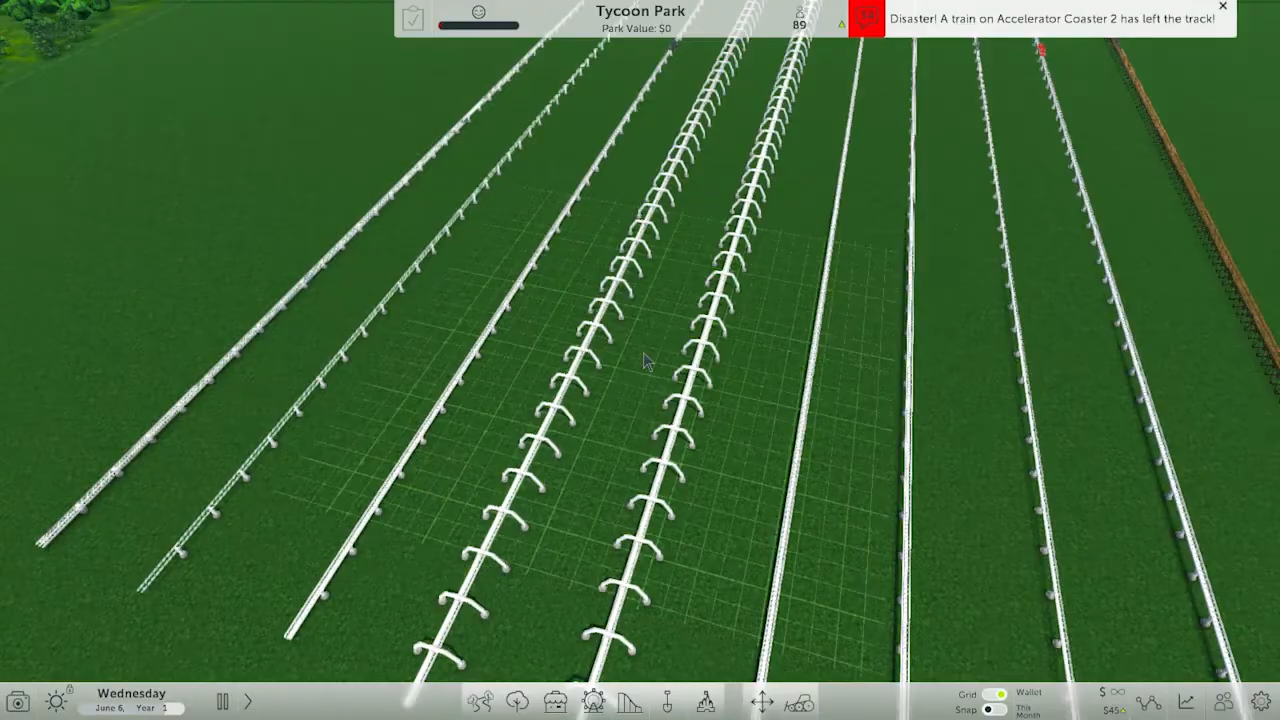 Tycoon Park
Park Value: $0
89
Disaster! A train on Accelerator Coaster 2 has left the track!
Wednesday
June 6, Year 1
Grid
Wallet
$ ∞
Snap
This Month
$45